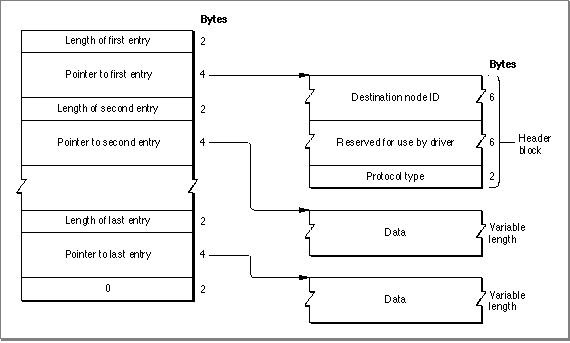 Bytes
Length of first entry 2
Pointer to first entry 4
Length of second entry 2
Pointer to second entry 4
Length of last entry 2
Pointer to last entry 4
0 2
Bytes
Destination node ID 6
Reserved for use by driver 6
Protocol type 2
Header
block
Data
Variable
length
Data
Variable
length